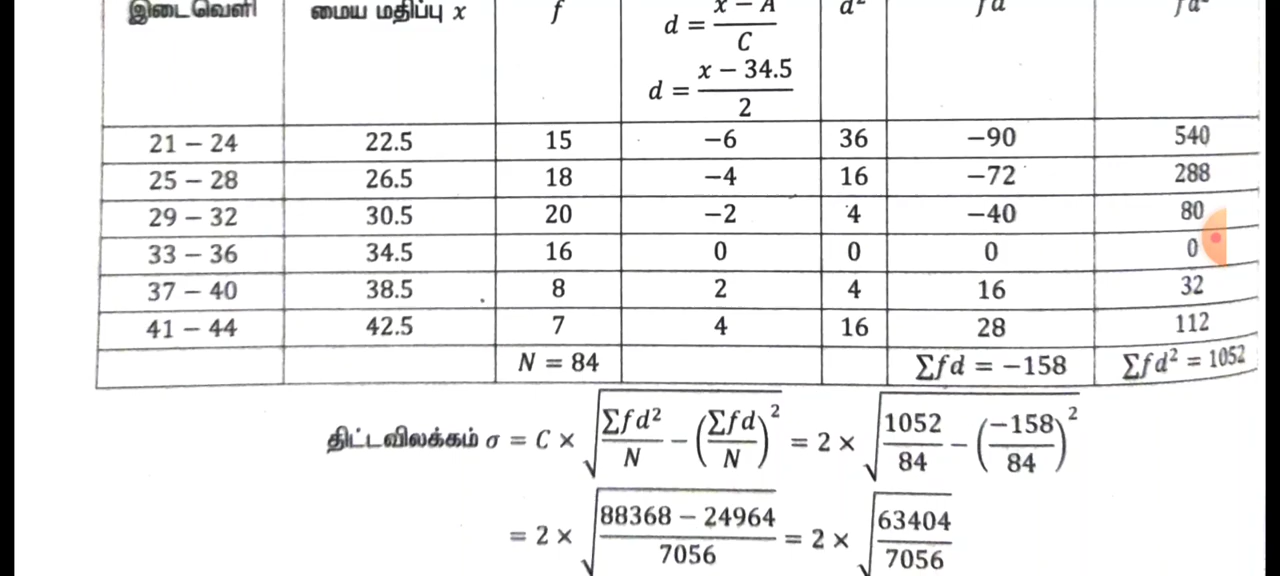 இடைவெளி மைய மதிப்பு x f d = (x − A)/C d² fd fd²
d = (x − 34.5)/2
21 − 24 22.5 15 −6 36 −90 540
25 − 28 26.5 18 −4 16 −72 288
29 − 32 30.5 20 −2 4 −40 80
33 − 36 34.5 16 0 0 0 0
37 − 40 38.5 8 2 4 16 32
41 − 44 42.5 7 4 16 28 112
N = 84 ∑fd = −158 ∑fd² = 1052
திட்டவிலக்கம் σ = C × √(∑fd²/N − (∑fd/N)²) = 2 × √(1052/84 − (−158/84)²)
= 2 × √((88368 − 24964)/7056) = 2 × √(63404/7056)